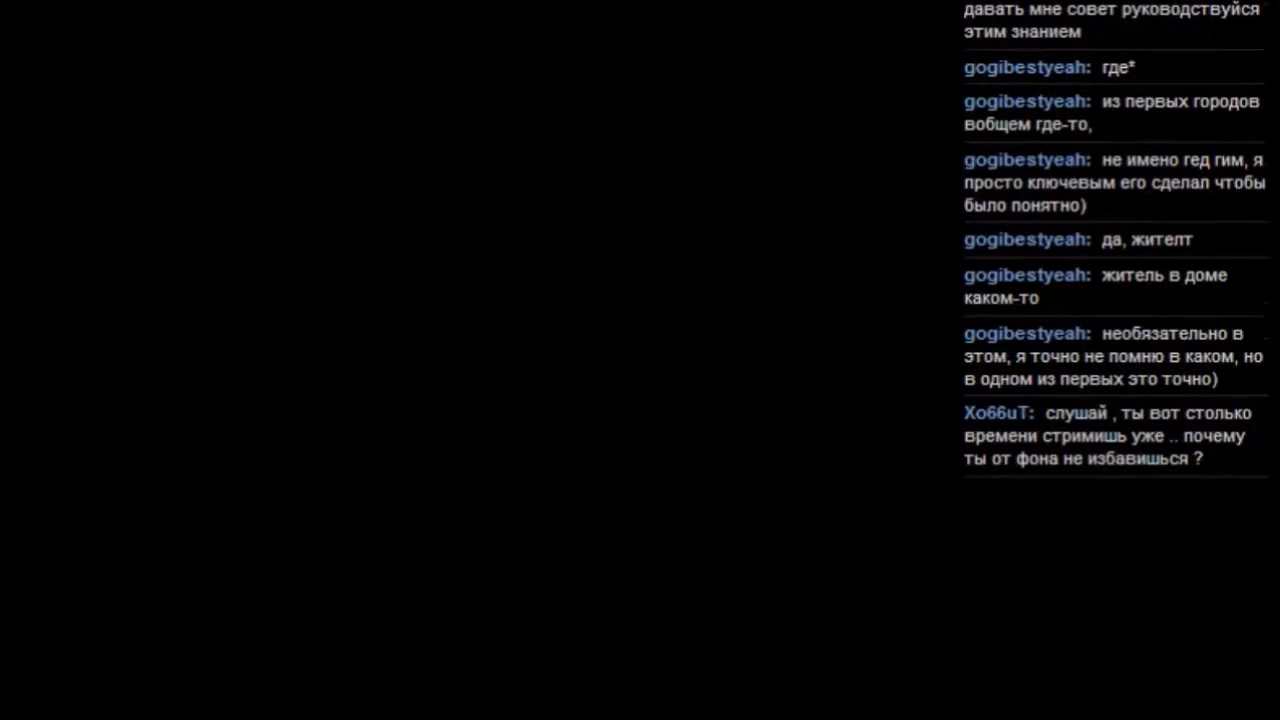 давать мне совет руководствуйся
этим знанием
gogibestyeah: где*
gogibestyeah: из первых городов
вобщем где-то,
gogibestyeah: не имено гед гим, я
просто ключевым его сделал чтобы
было понятно)
gogibestyeah: да, жителт
gogibestyeah: житель в доме
каком-то
gogibestyeah: необязательно в
этом, я точно не помню в каком, но
в одном из первых это точно)
Xo66uT: слушай , ты вот столько
времени стримишь уже .. почему
ты от фона не избавишься ?